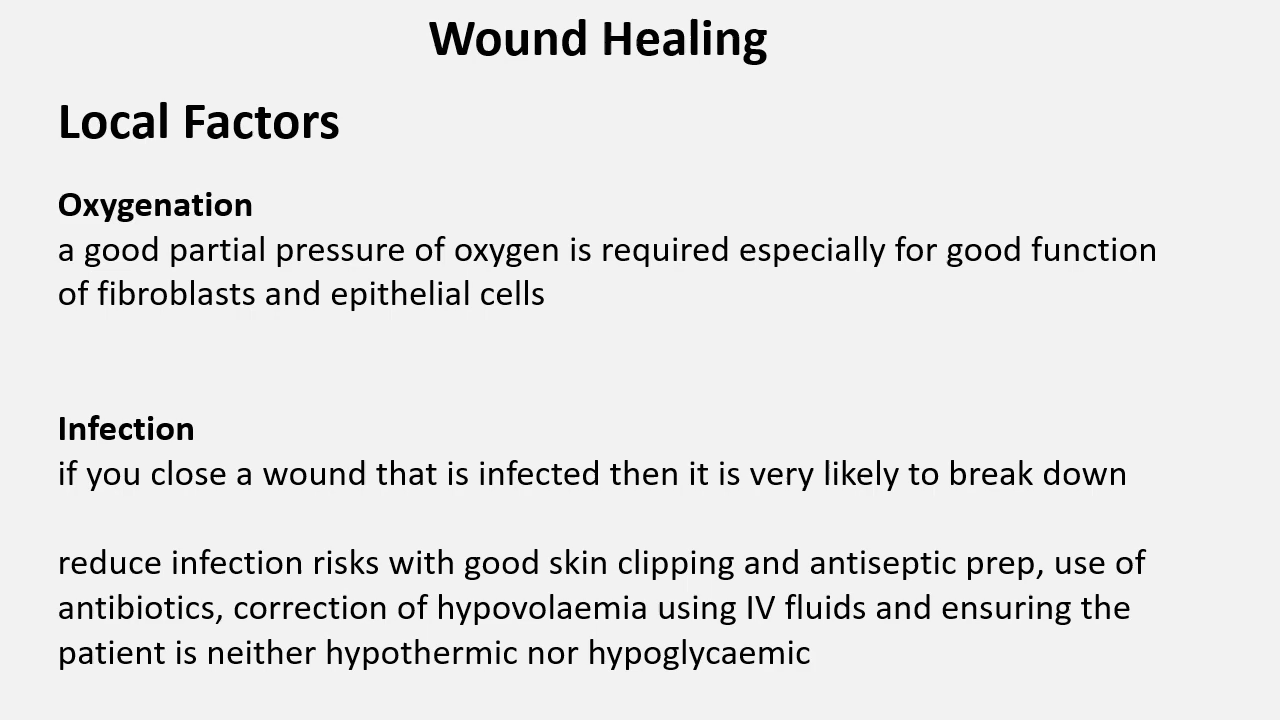 Wound Healing
Local Factors
Oxygenation
a good partial pressure of oxygen is required especially for good function
of fibroblasts and epithelial cells
Infection
if you close a wound that is infected then it is very likely to break down
reduce infection risks with good skin clipping and antiseptic prep, use of
antibiotics, correction of hypovolaemia using IV fluids and ensuring the
patient is neither hypothermic nor hypoglycaemic